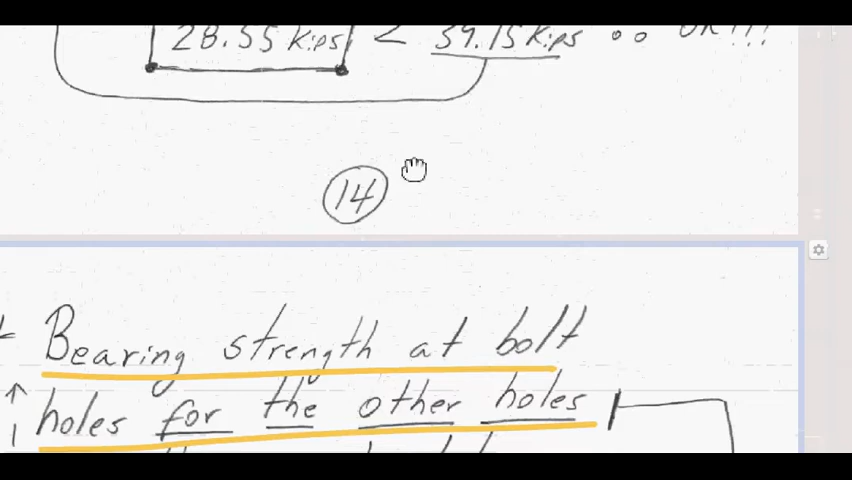 28.55 Kips < 39.15 Kips ∴ OK!!!
14
Bearing strength at bolt
holes for the other holes